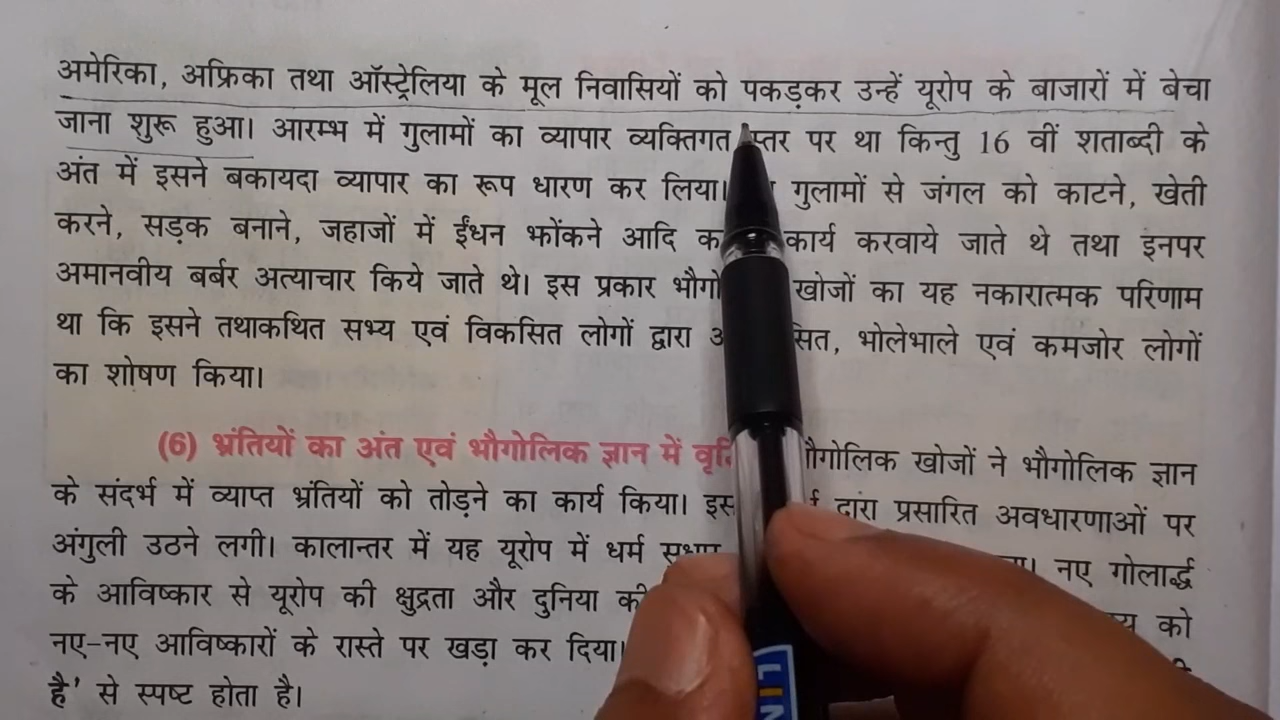 अमेरिका, अफ्रिका तथा ऑस्ट्रेलिया के मूल निवासियों को पकड़कर उन्हें यूरोप के बाजारों में बेचा
जाना शुरू हुआ। आरम्भ में गुलामों का व्यापार व्यक्तिगत स्तर पर था किन्तु 16 वीं शताब्दी के
अंत में इसने बकायदा व्यापार का रूप धारण कर लिया। गुलामों से जंगल को काटने, खेती
करने, सड़क बनाने, जहाजों में ईंधन झोंकने आदि कार्य करवाये जाते थे तथा इनपर
अमानवीय बर्बर अत्याचार किये जाते थे। इस प्रकार खोजों का यह नकारात्मक परिणाम
था कि इसने तथाकथित सभ्य एवं विकसित लोगों द्वारा भोलेभाले एवं कमजोर लोगों
का शोषण किया।
(6) भ्रंतियों का अंत एवं भौगोलिक ज्ञान में खोजों ने भौगोलिक ज्ञान
के संदर्भ में व्याप्त भ्रंतियों को तोड़ने का कार्य किया। द्वारा प्रसारित अवधारणाओं पर
अंगुली उठने लगी। कालान्तर में यह यूरोप में धर्म नए गोलार्द्ध
के आविष्कार से यूरोप की क्षुद्रता और दुनिया की को
नए-नए आविष्कारों के रास्ते पर खड़ा कर दिया।
है' से स्पष्ट होता है।
LIN